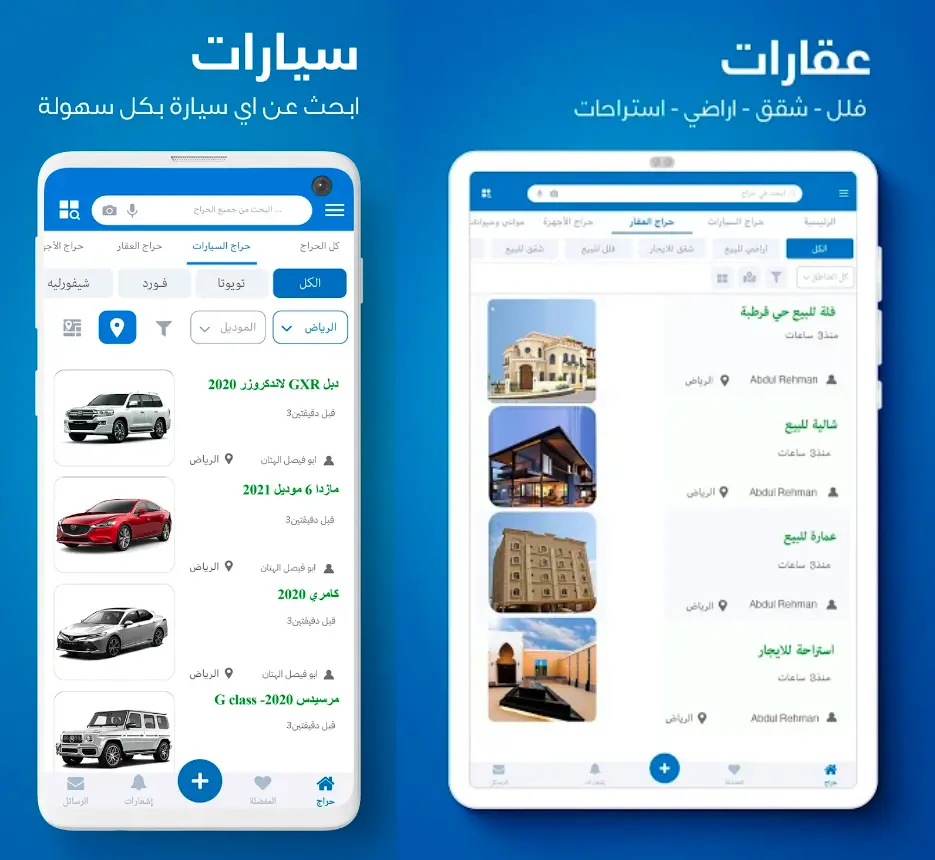 سيارات
ابحث عن اي سيارة بكل سهولة
البحث من جميع الحراج ...
كل الحراج حراج السيارات حراج العقار حراج الأجه
الكل تويوتا فورد شيفورليه
الرياض الموديل
دبل GXR لاندكروزر 2020
قبل دقيقتين3
ابو فيصل الهتان الرياض
مازدا 6 موديل 2021
قبل دقيقتين3
ابو فيصل الهتان الرياض
كامري 2020
قبل دقيقتين3
ابو فيصل الهتان الرياض
مرسيدس 2020- G class
قبل دقيقتين3
حراج المفضلة إشعارات الرسائل
عقارات
فلل - شقق - اراضي - استراحات
ابحث في حراج
الرئيسية حراج السيارات حراج العقار حراج الأجهزة مواشي وحيوانات
الكل اراضي للبيع شقق للايجار فلل للبيع شقق للبيع
كل المناطق
فلة للبيع حي قرطبة
منذ3 ساعات
Abdul Rehman الرياض
شالية للبيع
منذ3 ساعات
Abdul Rehman الرياض
عمارة للبيع
منذ3 ساعات
Abdul Rehman الرياض
استراحة للايجار
منذ3 ساعات
Abdul Rehman الرياض
حراج المفضلة إشعارات الرسائل